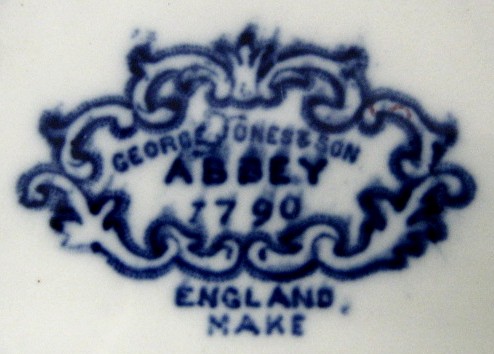 GEORGE JONES & SON
ABBEY
1790
ENGLAND.
MAKE